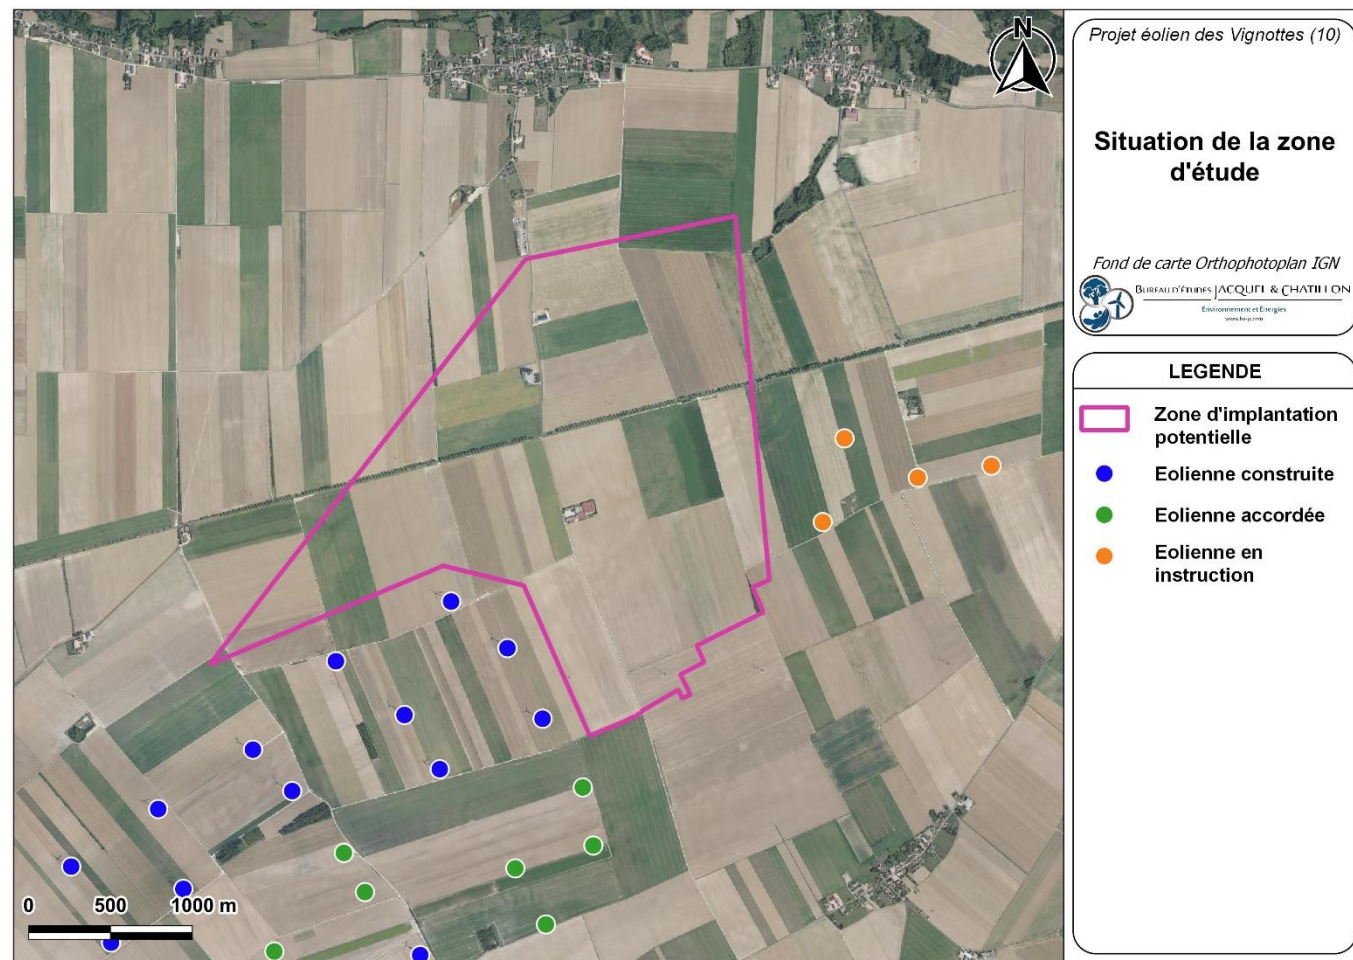 N
Projet éolien des Vignottes (10)
Situation de la zone
d'étude
Fond de carte Orthophotoplan IGN
BUREAU D'ÉTUDES JACQUEL & CHATILLON
Environnement et Energies
LEGENDE
Zone d'implantation
potentielle
Eolienne construite
Eolienne accordée
Eolienne en
instruction
0 500 1000 m